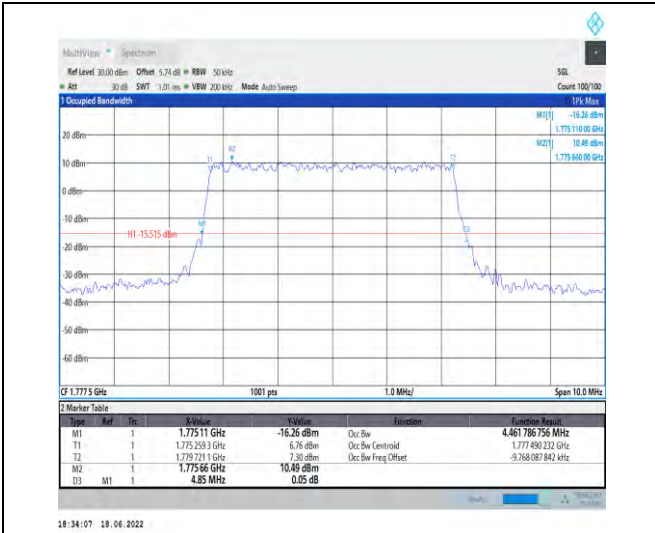 MultiView Spectrum
Ref Level 30.00 dBm Offset 5.74 dB RBW 50 kHz SGL
Att 30 dB SWT 1.01 ms VBW 200 kHz Mode Auto Sweep Count 100/100
1 Occupied Bandwidth 1Pk Max
M1[1] -16.26 dBm
1.775 110 00 GHz
M2[1] 10.49 dBm
1.775 660 00 GHz
20 dBm
M2
T1 T2
10 dBm
0 dBm
-10 dBm
M1
H1 -15.515 dBm
-20 dBm
-30 dBm
-40 dBm
-50 dBm
-60 dBm
CF 1.777 5 GHz 1001 pts 1.0 MHz/ Span 10.0 MHz
2 Marker Table
Type Ref Trc X-Value Y-Value Function Function Result
M1 1 1.775 11 GHz -16.26 dBm Occ Bw 4.461 786 756 MHz
T1 1 1.775 259 3 GHz 6.76 dBm Occ Bw Centroid 1.777 490 232 GHz
T2 1 1.779 721 1 GHz 7.30 dBm Occ Bw Freq Offset -9.768 087 842 kHz
M2 1 1.775 66 GHz 10.49 dBm
D3 M1 1 4.85 MHz 0.05 dB
18:34:07 18.06.2022